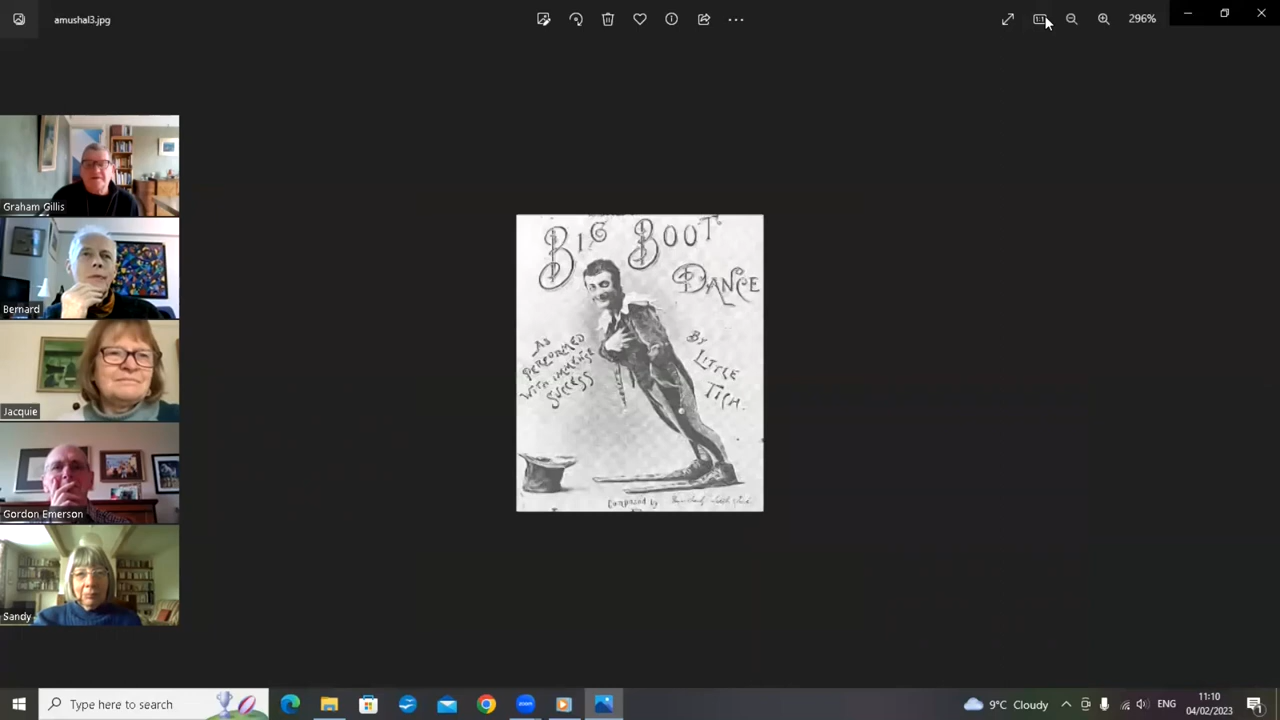 amushal3.jpg
296%
Graham Gillis
Bernard
Jacquie
Gordon Emerson
Sandy
BIG BOOT
DANCE
AS
PERFORMED
WITH IMMENSE
SUCCESS
BY
LITTLE
TICH.
Composed by
Type here to search
zoom
9°C Cloudy
ENG
11:10
04/02/2023